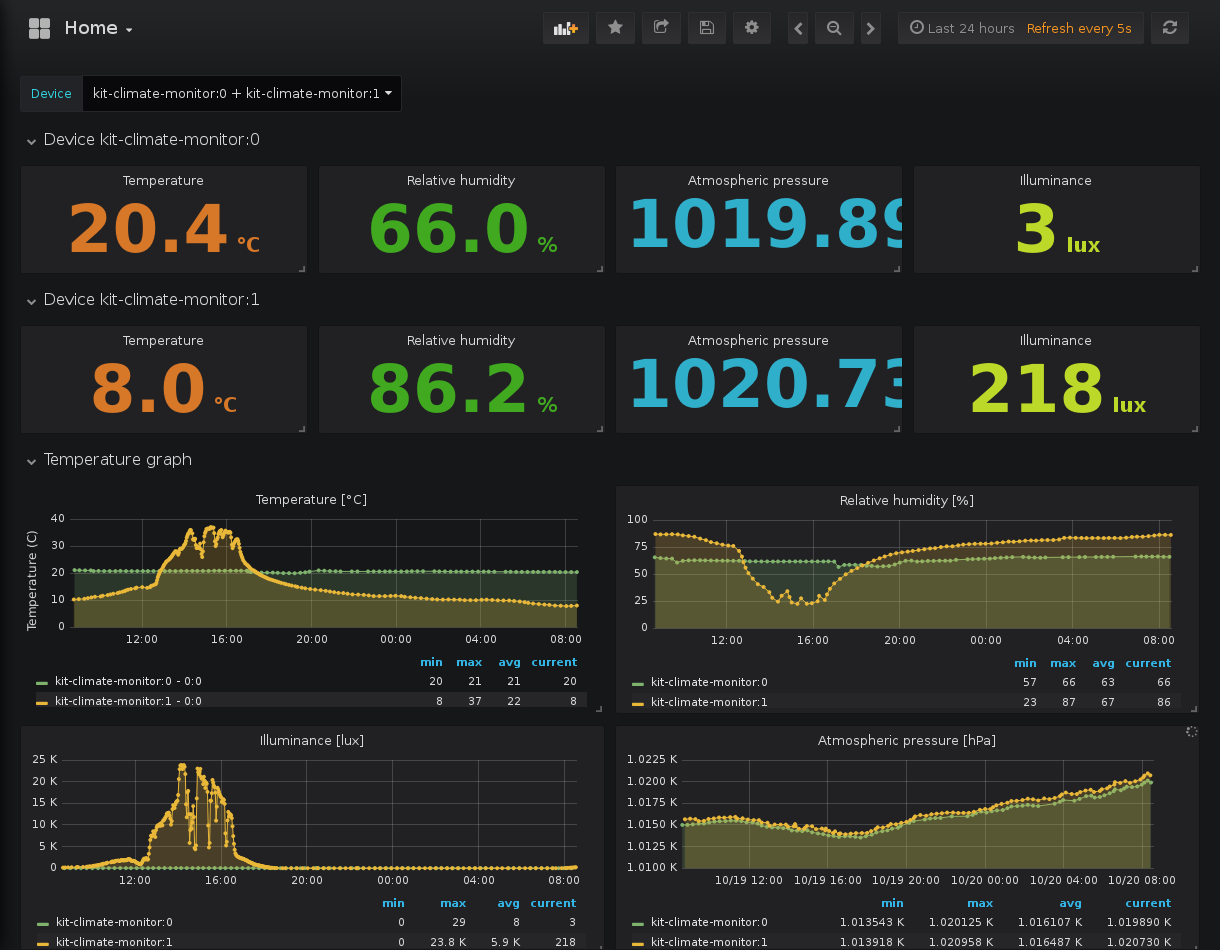 Home
Last 24 hours Refresh every 5s
Device kit-climate-monitor:0 + kit-climate-monitor:1
Device kit-climate-monitor:0
Temperature Relative humidity Atmospheric pressure Illuminance
20.4 °C 66.0 % 1019.89 3 lux
Device kit-climate-monitor:1
Temperature Relative humidity Atmospheric pressure Illuminance
8.0 °C 86.2 % 1020.73 218 lux
Temperature graph
Temperature [°C]
Temperature (C)
40
30
20
10
0
12:00 16:00 20:00 00:00 04:00 08:00
min max avg current
kit-climate-monitor:0 - 0:0 20 21 21 20
kit-climate-monitor:1 - 0:0 8 37 22 8
Relative humidity [%]
100
75
50
25
0
12:00 16:00 20:00 00:00 04:00 08:00
min max avg current
kit-climate-monitor:0 57 66 63 66
kit-climate-monitor:1 23 87 67 86
Illuminance [lux]
25 K
20 K
15 K
10 K
5 K
0
12:00 16:00 20:00 00:00 04:00 08:00
min max avg current
kit-climate-monitor:0 0 29 8 3
kit-climate-monitor:1 0 23.8 K 5.9 K 218
Atmospheric pressure [hPa]
1.0225 K
1.0200 K
1.0175 K
1.0150 K
1.0125 K
1.0100 K
10/19 12:00 10/19 16:00 10/19 20:00 10/20 00:00 10/20 04:00 10/20 08:00
min max avg current
kit-climate-monitor:0 1.013543 K 1.020125 K 1.016107 K 1.019890 K
kit-climate-monitor:1 1.013918 K 1.020958 K 1.016487 K 1.020730 K